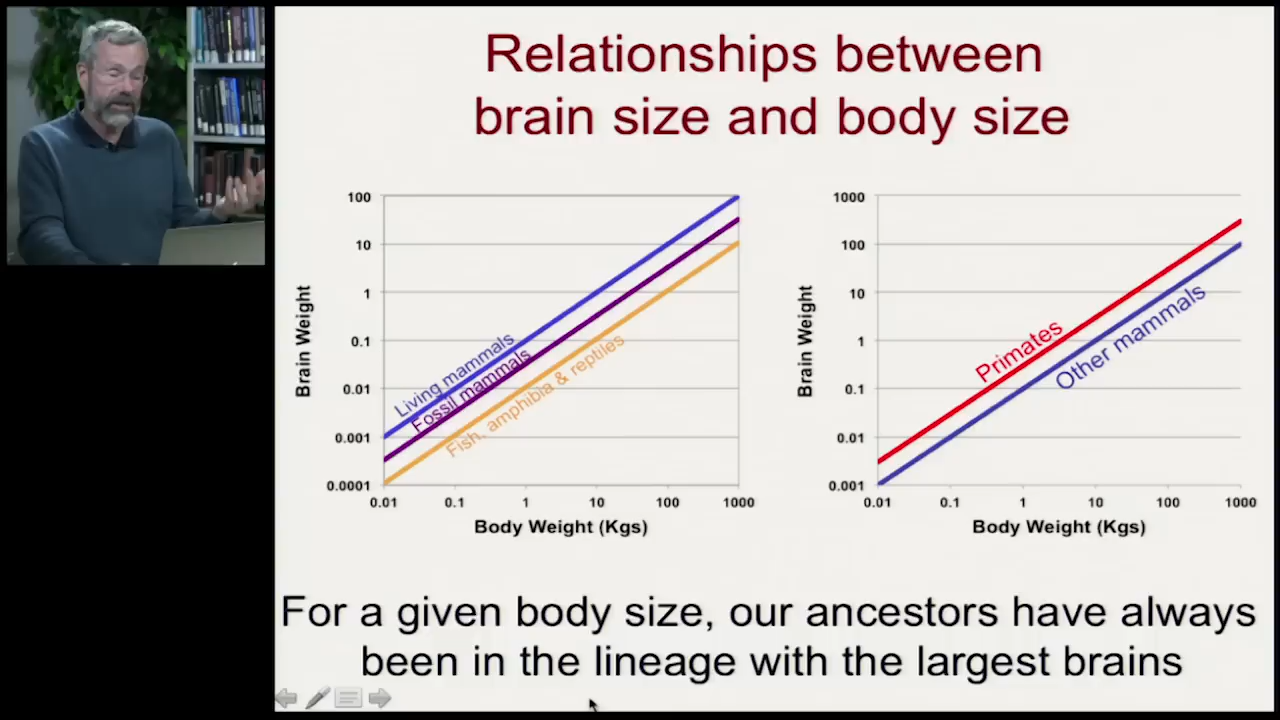 Relationships between
brain size and body size
100
10
1
0.1
0.01
0.001
0.0001
Brain Weight
Living mammals
Fossil mammals
Fish, amphibia & reptiles
0.01 0.1 1 10 100 1000
Body Weight (Kgs)
1000
100
10
1
0.1
0.01
0.001
Brain Weight
Primates
Other mammals
0.01 0.1 1 10 100 1000
Body Weight (Kgs)
For a given body size, our ancestors have always
been in the lineage with the largest brains